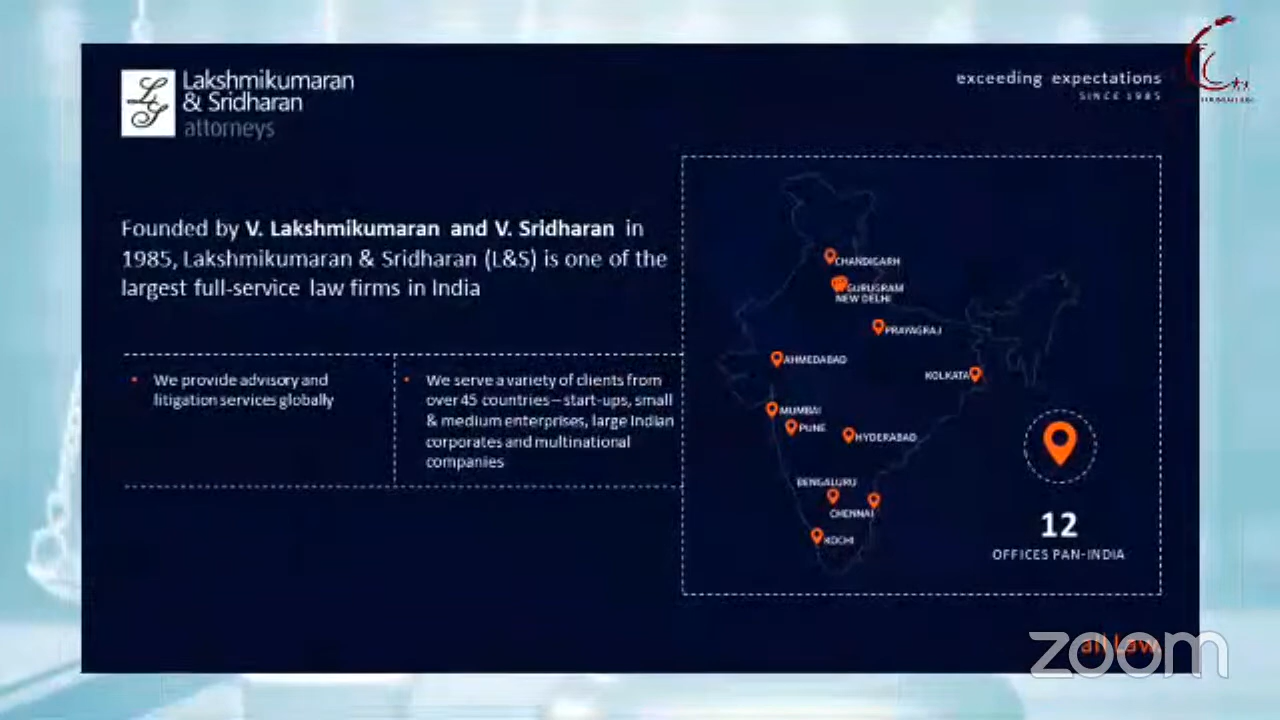 Lakshmikumaran
& Sridharan
attorneys
exceeding expectations
SINCE 1985
Founded by V. Lakshmikumaran and V. Sridharan in
1985, Lakshmikumaran & Sridharan (L&S) is one of the
largest full-service law firms in India
• We provide advisory and
litigation services globally
• We serve a variety of clients from
over 45 countries – start-ups, small
& medium enterprises, large Indian
corporates and multinational
companies
CHANDIGARH
GURUGRAM
NEW DELHI
PRAYAGRAJ
AHMEDABAD
KOLKATA
MUMBAI
PUNE
HYDERABAD
BENGALURU
CHENNAI
KOCHI
12
OFFICES PAN-INDIA
Law
zoom